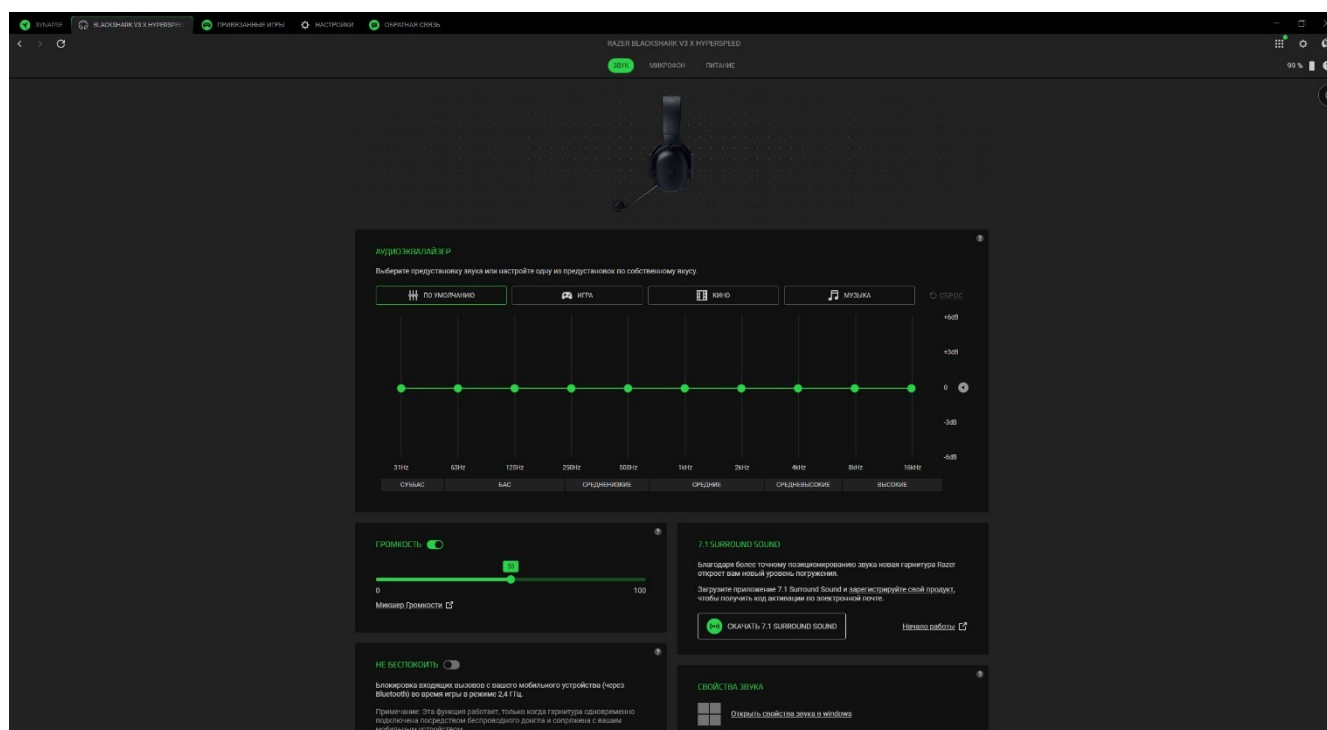 SYNAPSE
BLACKSHARK V3 X HYPERSPEED
ПРИВЯЗАННЫЕ ИГРЫ
НАСТРОЙКИ
ОБРАТНАЯ СВЯЗЬ
RAZER BLACKSHARK V3 X HYPERSPEED
ЗВУК
МИКРОФОН
ПИТАНИЕ
99 %
АУДИОЭКВАЛАЙЗЕР
Выберите предустановку звука или настройте одну из предустановок по собственному вкусу.
ПО УМОЛЧАНИЮ
ИГРА
КИНО
МУЗЫКА
СБРОС
+6dB
+3dB
0
-3dB
-6dB
31Hz
63Hz
125Hz
250Hz
500Hz
1kHz
2kHz
4kHz
8kHz
16kHz
СУББАС
БАС
СРЕДНЕНИЗКИЕ
СРЕДНИЕ
СРЕДНЕВЫСОКИЕ
ВЫСОКИЕ
ГРОМКОСТЬ
50
0
100
Микшер Громкости
7.1 SURROUND SOUND
Благодаря более точному позиционированию звука новая гарнитура Razer
откроет вам новый уровень погружения.
Загрузите приложение 7.1 Surround Sound и зарегистрируйте свой продукт,
чтобы получить код активации по электронной почте.
СКАЧАТЬ 7.1 SURROUND SOUND
Начало работы
НЕ БЕСПОКОИТЬ
Блокировка входящих вызовов с вашего мобильного устройства (через
Bluetooth) во время игры в режиме 2,4 ГГц.
Примечание: Эта функция работает, только когда гарнитура одновременно
подключена посредством беспроводного донгла и сопряжена с вашим
мобильным устройством
СВОЙСТВА ЗВУКА
Открыть свойства звука в windows